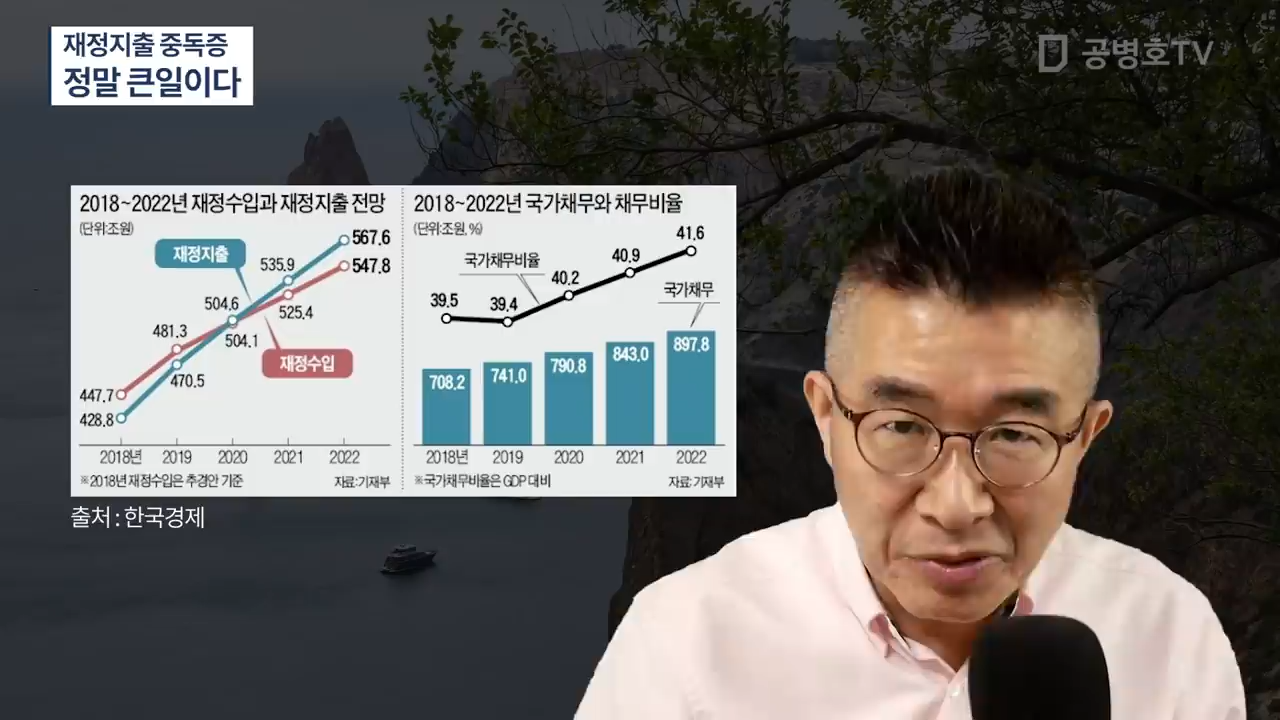 재정지출 중독증
정말 큰일이다
공병호TV
2018~2022년 재정수입과 재정지출 전망
(단위:조원)
재정지출
567.6
547.8
535.9
525.4
504.6
504.1
481.3
470.5
재정수입
447.7
428.8
2018년 2019 2020 2021 2022
※2018년 재정수입은 추경안 기준 자료:기재부
2018~2022년 국가채무와 채무비율
(단위:조원, %)
국가채무비율
39.5 39.4 40.2 40.9 41.6
국가채무
708.2 741.0 790.8 843.0 897.8
2018년 2019 2020 2021 2022
※국가채무비율은 GDP 대비 자료:기재부
출처 : 한국경제